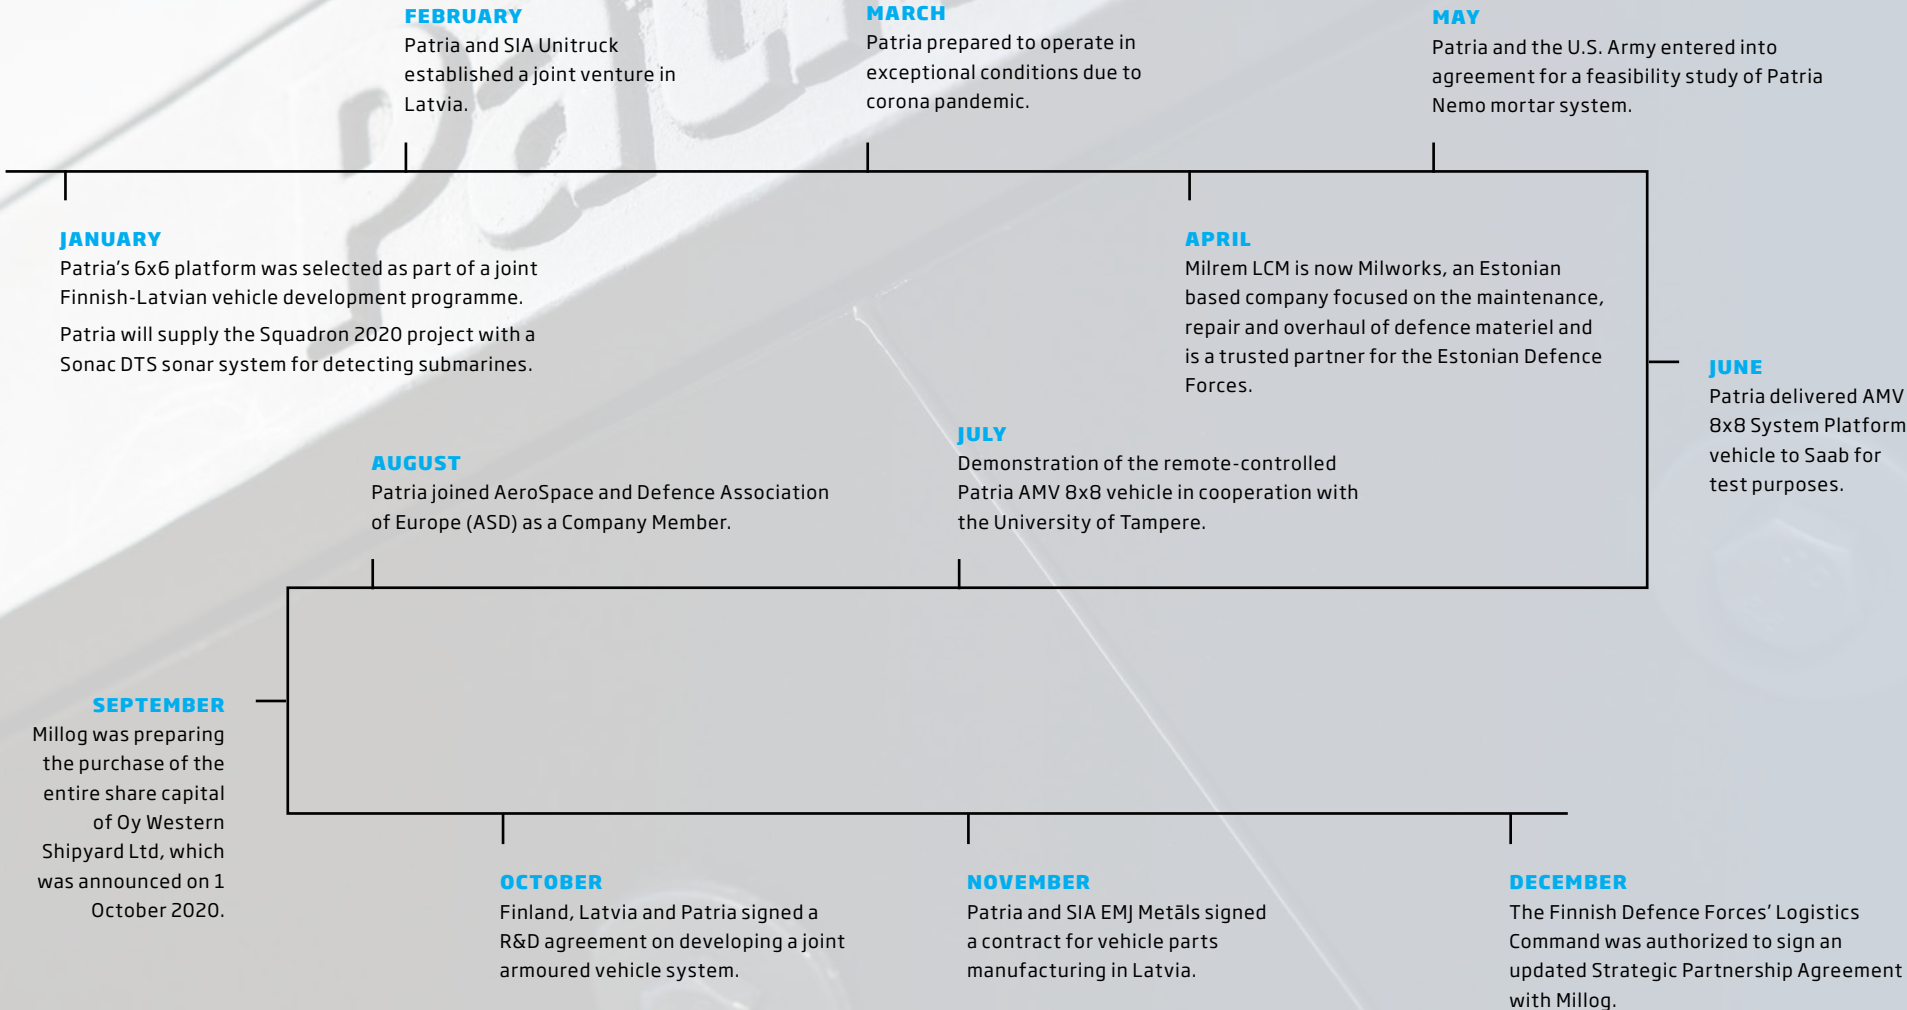 FEBRUARY
Patria and SIA Unitruck
established a joint venture in
Latvia.
MARCH
Patria prepared to operate in
exceptional conditions due to
corona pandemic.
MAY
Patria and the U.S. Army entered into
agreement for a feasibility study of Patria
Nemo mortar system.
JANUARY
Patria’s 6x6 platform was selected as part of a joint
Finnish-Latvian vehicle development programme.
Patria will supply the Squadron 2020 project with a
Sonac DTS sonar system for detecting submarines.
APRIL
Milrem LCM is now Milworks, an Estonian
based company focused on the maintenance,
repair and overhaul of defence materiel and
is a trusted partner for the Estonian Defence
Forces.
JUNE
Patria delivered AMV
8x8 System Platform
vehicle to Saab for
test purposes.
JULY
Demonstration of the remote-controlled
Patria AMV 8x8 vehicle in cooperation with
the University of Tampere.
AUGUST
Patria joined AeroSpace and Defence Association
of Europe (ASD) as a Company Member.
SEPTEMBER
Millog was preparing
the purchase of the
entire share capital
of Oy Western
Shipyard Ltd, which
was announced on 1
October 2020.
OCTOBER
Finland, Latvia and Patria signed a
R&D agreement on developing a joint
armoured vehicle system.
NOVEMBER
Patria and SIA EMJ Metāls signed
a contract for vehicle parts
manufacturing in Latvia.
DECEMBER
The Finnish Defence Forces’ Logistics
Command was authorized to sign an
updated Strategic Partnership Agreement
with Millog.